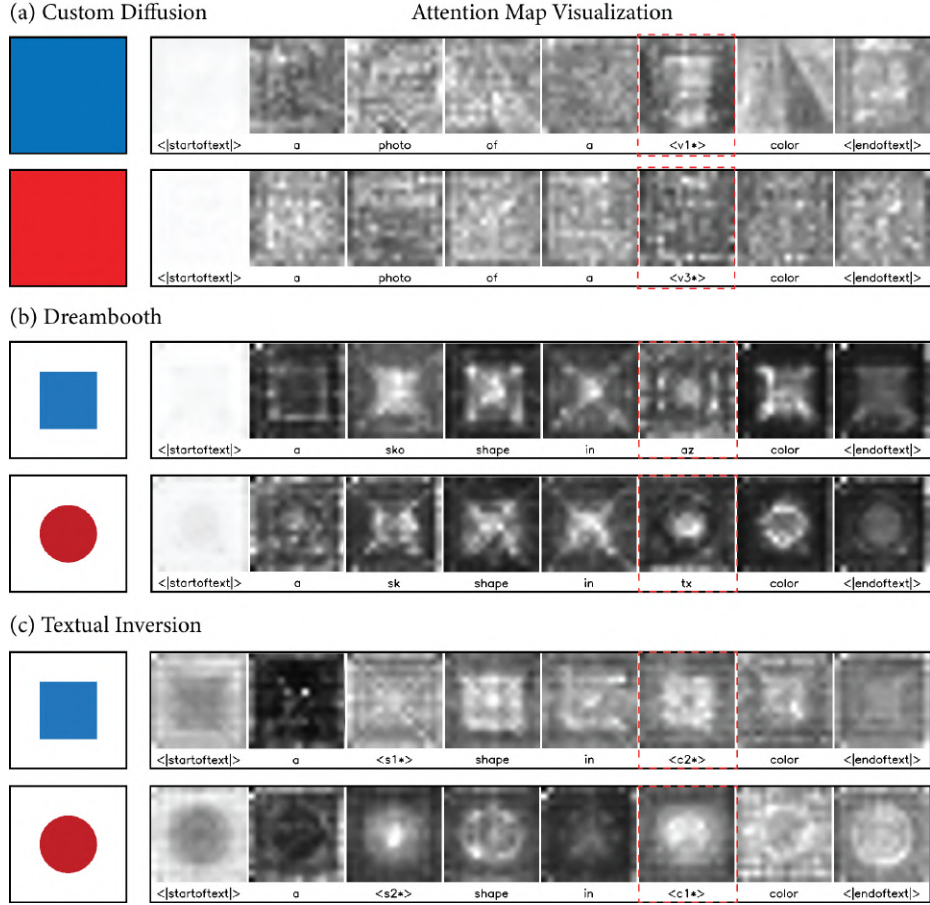 (a) Custom Diffusion
Attention Map Visualization
<|startoftext|> a photo of a <v1*> color <|endoftext|>
<|startoftext|> a photo of a <v3*> color <|endoftext|>
(b) Dreambooth
<|startoftext|> a sko shape in az color <|endoftext|>
<|startoftext|> a sk shape in tx color <|endoftext|>
(c) Textual Inversion
<|startoftext|> a <s1*> shape in <c2*> color <|endoftext|>
<|startoftext|> a <s2*> shape in <c1*> color <|endoftext|>